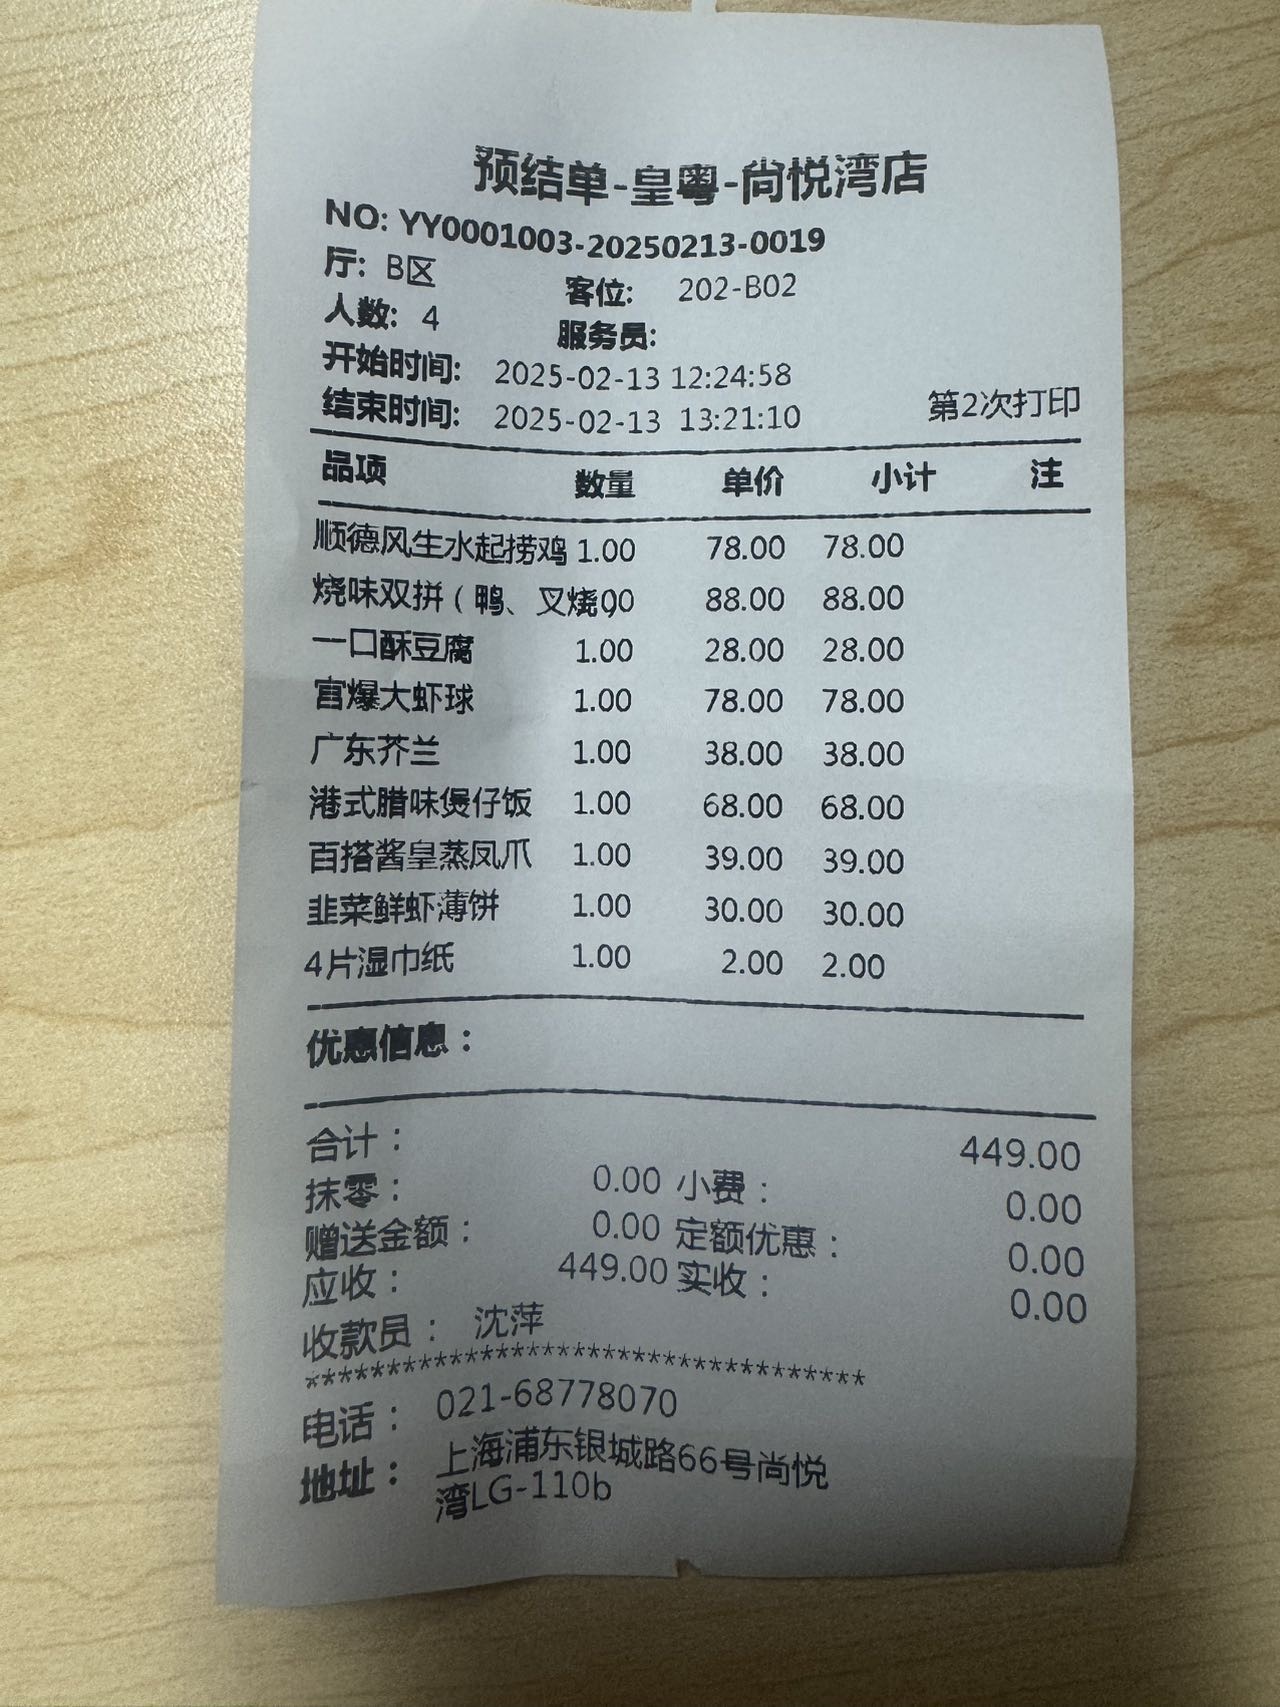 预结单-皇粤-尚悦湾店
NO: YY0001003-20250213-0019
厅: B区 客位: 202-B02
人数: 4 服务员:
开始时间: 2025-02-13 12:24:58
结束时间: 2025-02-13 13:21:10 第2次打印
品项 数量 单价 小计 注
顺德风生水起捞鸡 1.00 78.00 78.00
烧味双拼（鸭、叉烧 00 88.00 88.00
一口酥豆腐 1.00 28.00 28.00
宫爆大虾球 1.00 78.00 78.00
广东芥兰 1.00 38.00 38.00
港式腊味煲仔饭 1.00 68.00 68.00
百搭酱皇蒸凤爪 1.00 39.00 39.00
韭菜鲜虾薄饼 1.00 30.00 30.00
4片湿巾纸 1.00 2.00 2.00
优惠信息：
合计： 449.00
抹零： 0.00 小费： 0.00
赠送金额： 0.00 定额优惠： 0.00
应收： 449.00 实收： 0.00
收款员： 沈萍
***********************************
电话： 021-68778070
地址： 上海浦东银城路66号尚悦
湾LG-110b